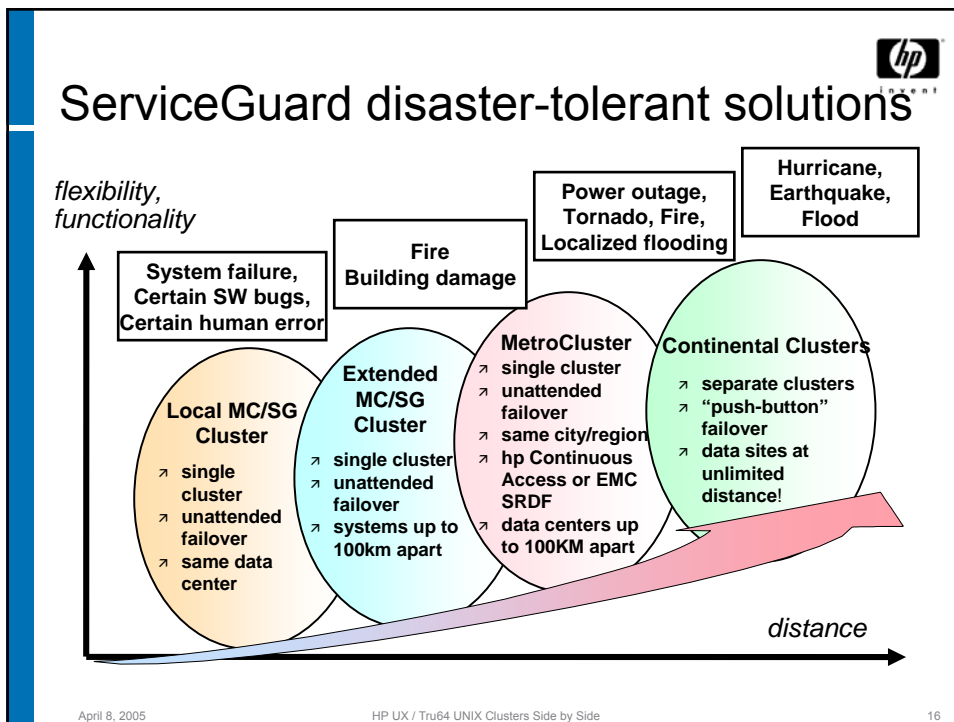 hp
invent
ServiceGuard disaster-tolerant solutions
flexibility,
functionality
System failure,
Certain SW bugs,
Certain human error
Fire
Building damage
Power outage,
Tornado, Fire,
Localized flooding
Hurricane,
Earthquake,
Flood
Local MC/SG
Cluster
single
cluster
unattended
failover
same data
center
Extended
MC/SG
Cluster
single cluster
unattended
failover
systems up to
100km apart
MetroCluster
single cluster
unattended
failover
same city/region
hp Continuous
Access or EMC
SRDF
data centers up
to 100KM apart
Continental Clusters
separate clusters
“push-button”
failover
data sites at
unlimited
distance!
distance
April 8, 2005
HP UX / Tru64 UNIX Clusters Side by Side
16